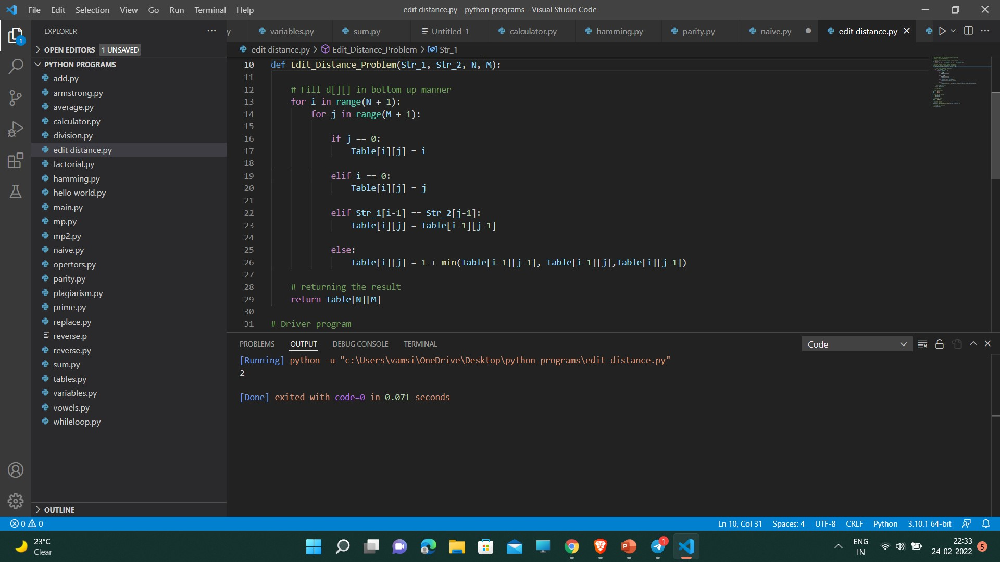 File Edit Selection View Go Run Terminal Help
edit distance.py - python programs - Visual Studio Code
EXPLORER
y variables.py sum.py Untitled-1 calculator.py hamming.py parity.py naive.py edit distance.py
OPEN EDITORS 1 UNSAVED
edit distance.py > Edit_Distance_Problem > Str_1
1
PYTHON PROGRAMS
add.py
armstrong.py
average.py
calculator.py
division.py
edit distance.py
factorial.py
hamming.py
hello world.py
main.py
mp.py
mp2.py
naive.py
opertors.py
parity.py
plagiarism.py
prime.py
replace.py
reverse.p
reverse.py
sum.py
tables.py
variables.py
vowels.py
whileloop.py
OUTLINE
10 def Edit_Distance_Problem(Str_1, Str_2, N, M):
11
12 # Fill d[][] in bottom up manner
13 for i in range(N + 1):
14 for j in range(M + 1):
15
16 if j == 0:
17 Table[i][j] = i
18
19 elif i == 0:
20 Table[i][j] = j
21
22 elif Str_1[i-1] == Str_2[j-1]:
23 Table[i][j] = Table[i-1][j-1]
24
25 else:
26 Table[i][j] = 1 + min(Table[i-1][j-1], Table[i-1][j],Table[i][j-1])
27
28 # returning the result
29 return Table[N][M]
30
31 # Driver program
PROBLEMS OUTPUT DEBUG CONSOLE TERMINAL
Code
[Running] python -u "c:\Users\vamsi\OneDrive\Desktop\python programs\edit distance.py"
2
[Done] exited with code=0 in 0.071 seconds
0 0
Ln 10, Col 31 Spaces: 4 UTF-8 CRLF Python 3.10.1 64-bit
23°C
Clear
1
ENG
IN
22:33
24-02-2022
5